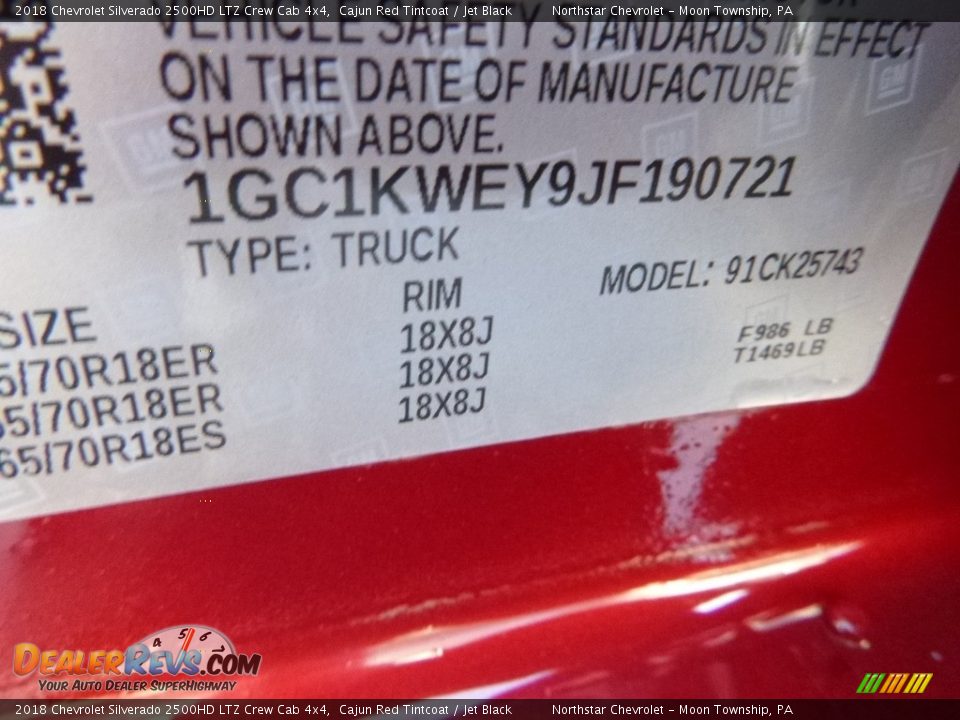 2018 Chevrolet Silverado 2500HD LTZ Crew Cab 4x4, Cajun Red Tintcoat / Jet Black Northstar Chevrolet - Moon Township, PA
VEHICLE SAFETY STANDARDS IN EFFECT
ON THE DATE OF MANUFACTURE
SHOWN ABOVE.
1GC1KWEY9JF190721
TYPE: TRUCK
MODEL: 91CK25743
SIZE RIM
5/70R18ER 18X8J
65/70R18ER 18X8J
65/70R18ES 18X8J
F986 LB
T1469LB
DEALERREVS.COM
YOUR AUTO DEALER SUPERHIGHWAY
2018 Chevrolet Silverado 2500HD LTZ Crew Cab 4x4, Cajun Red Tintcoat / Jet Black Northstar Chevrolet - Moon Township, PA